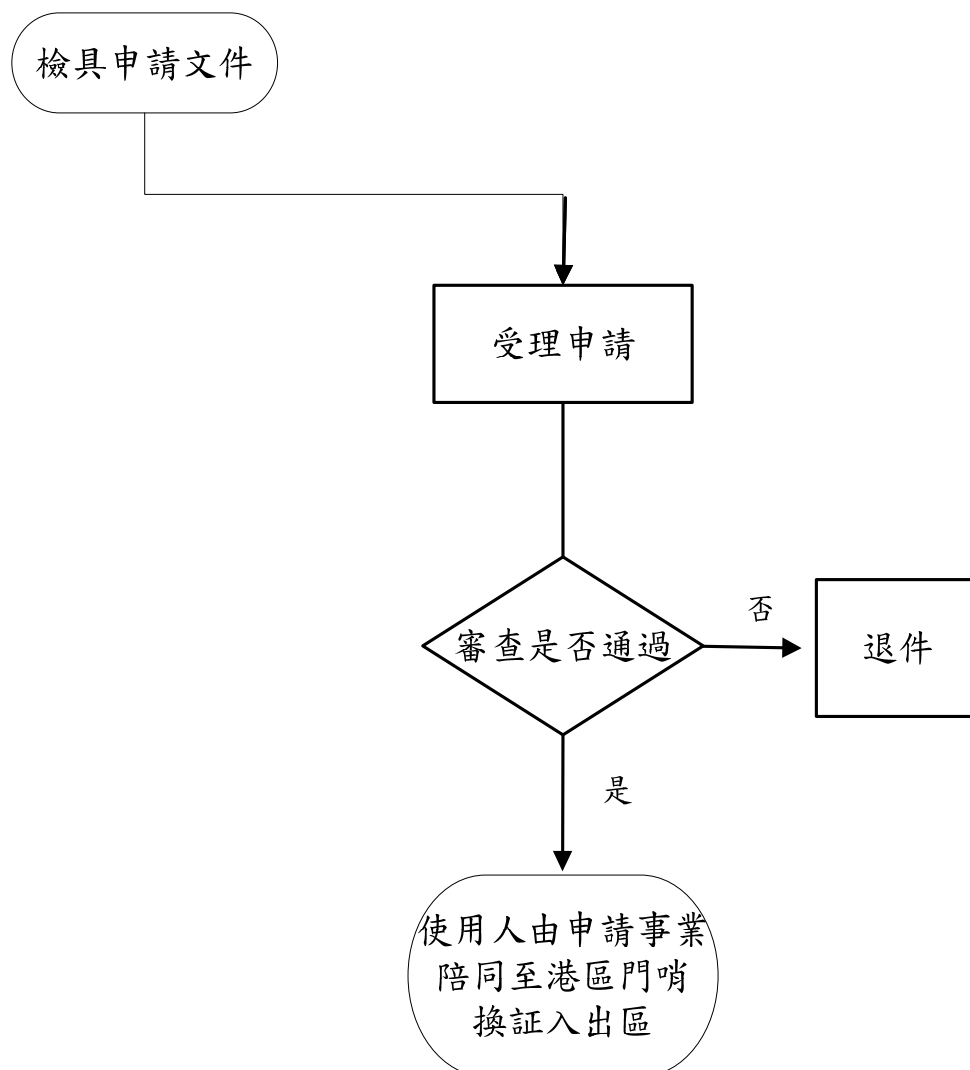 檢具申請文件
受理申請
審查是否通過
否
退件
是
使用人由申請事業
陪同至港區門哨
換証入出區